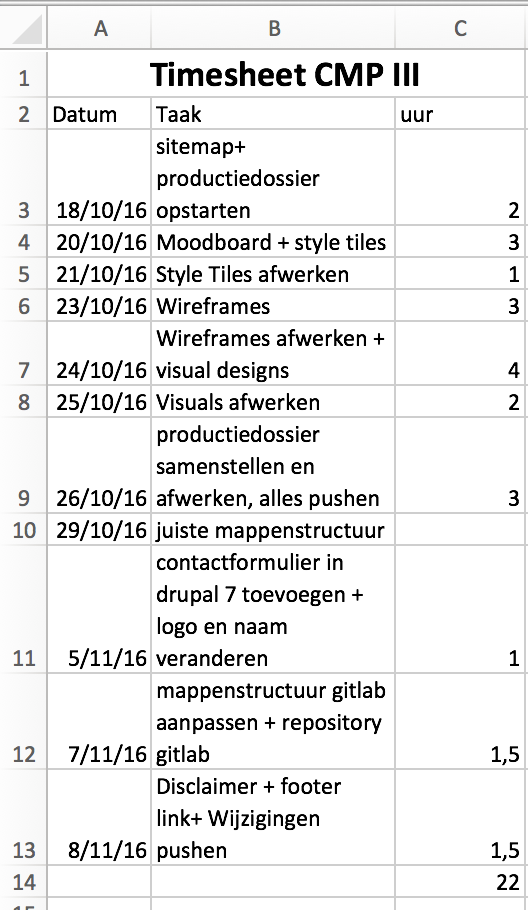 A B C
1 Timesheet CMP III
2 Datum Taak uur
sitemap+
productiedossier
3 18/10/16 opstarten 2
4 20/10/16 Moodboard + style tiles 3
5 21/10/16 Style Tiles afwerken 1
6 23/10/16 Wireframes 3
Wireframes afwerken +
7 24/10/16 visual designs 4
8 25/10/16 Visuals afwerken 2
productiedossier
samenstellen en
9 26/10/16 afwerken, alles pushen 3
10 29/10/16 juiste mappenstructuur
contactformulier in
drupal 7 toevoegen +
logo en naam
11 5/11/16 veranderen 1
mappenstructuur gitlab
aanpassen + repository
12 7/11/16 gitlab 1,5
Disclaimer + footer
link+ Wijzigingen
13 8/11/16 pushen 1,5
14 22